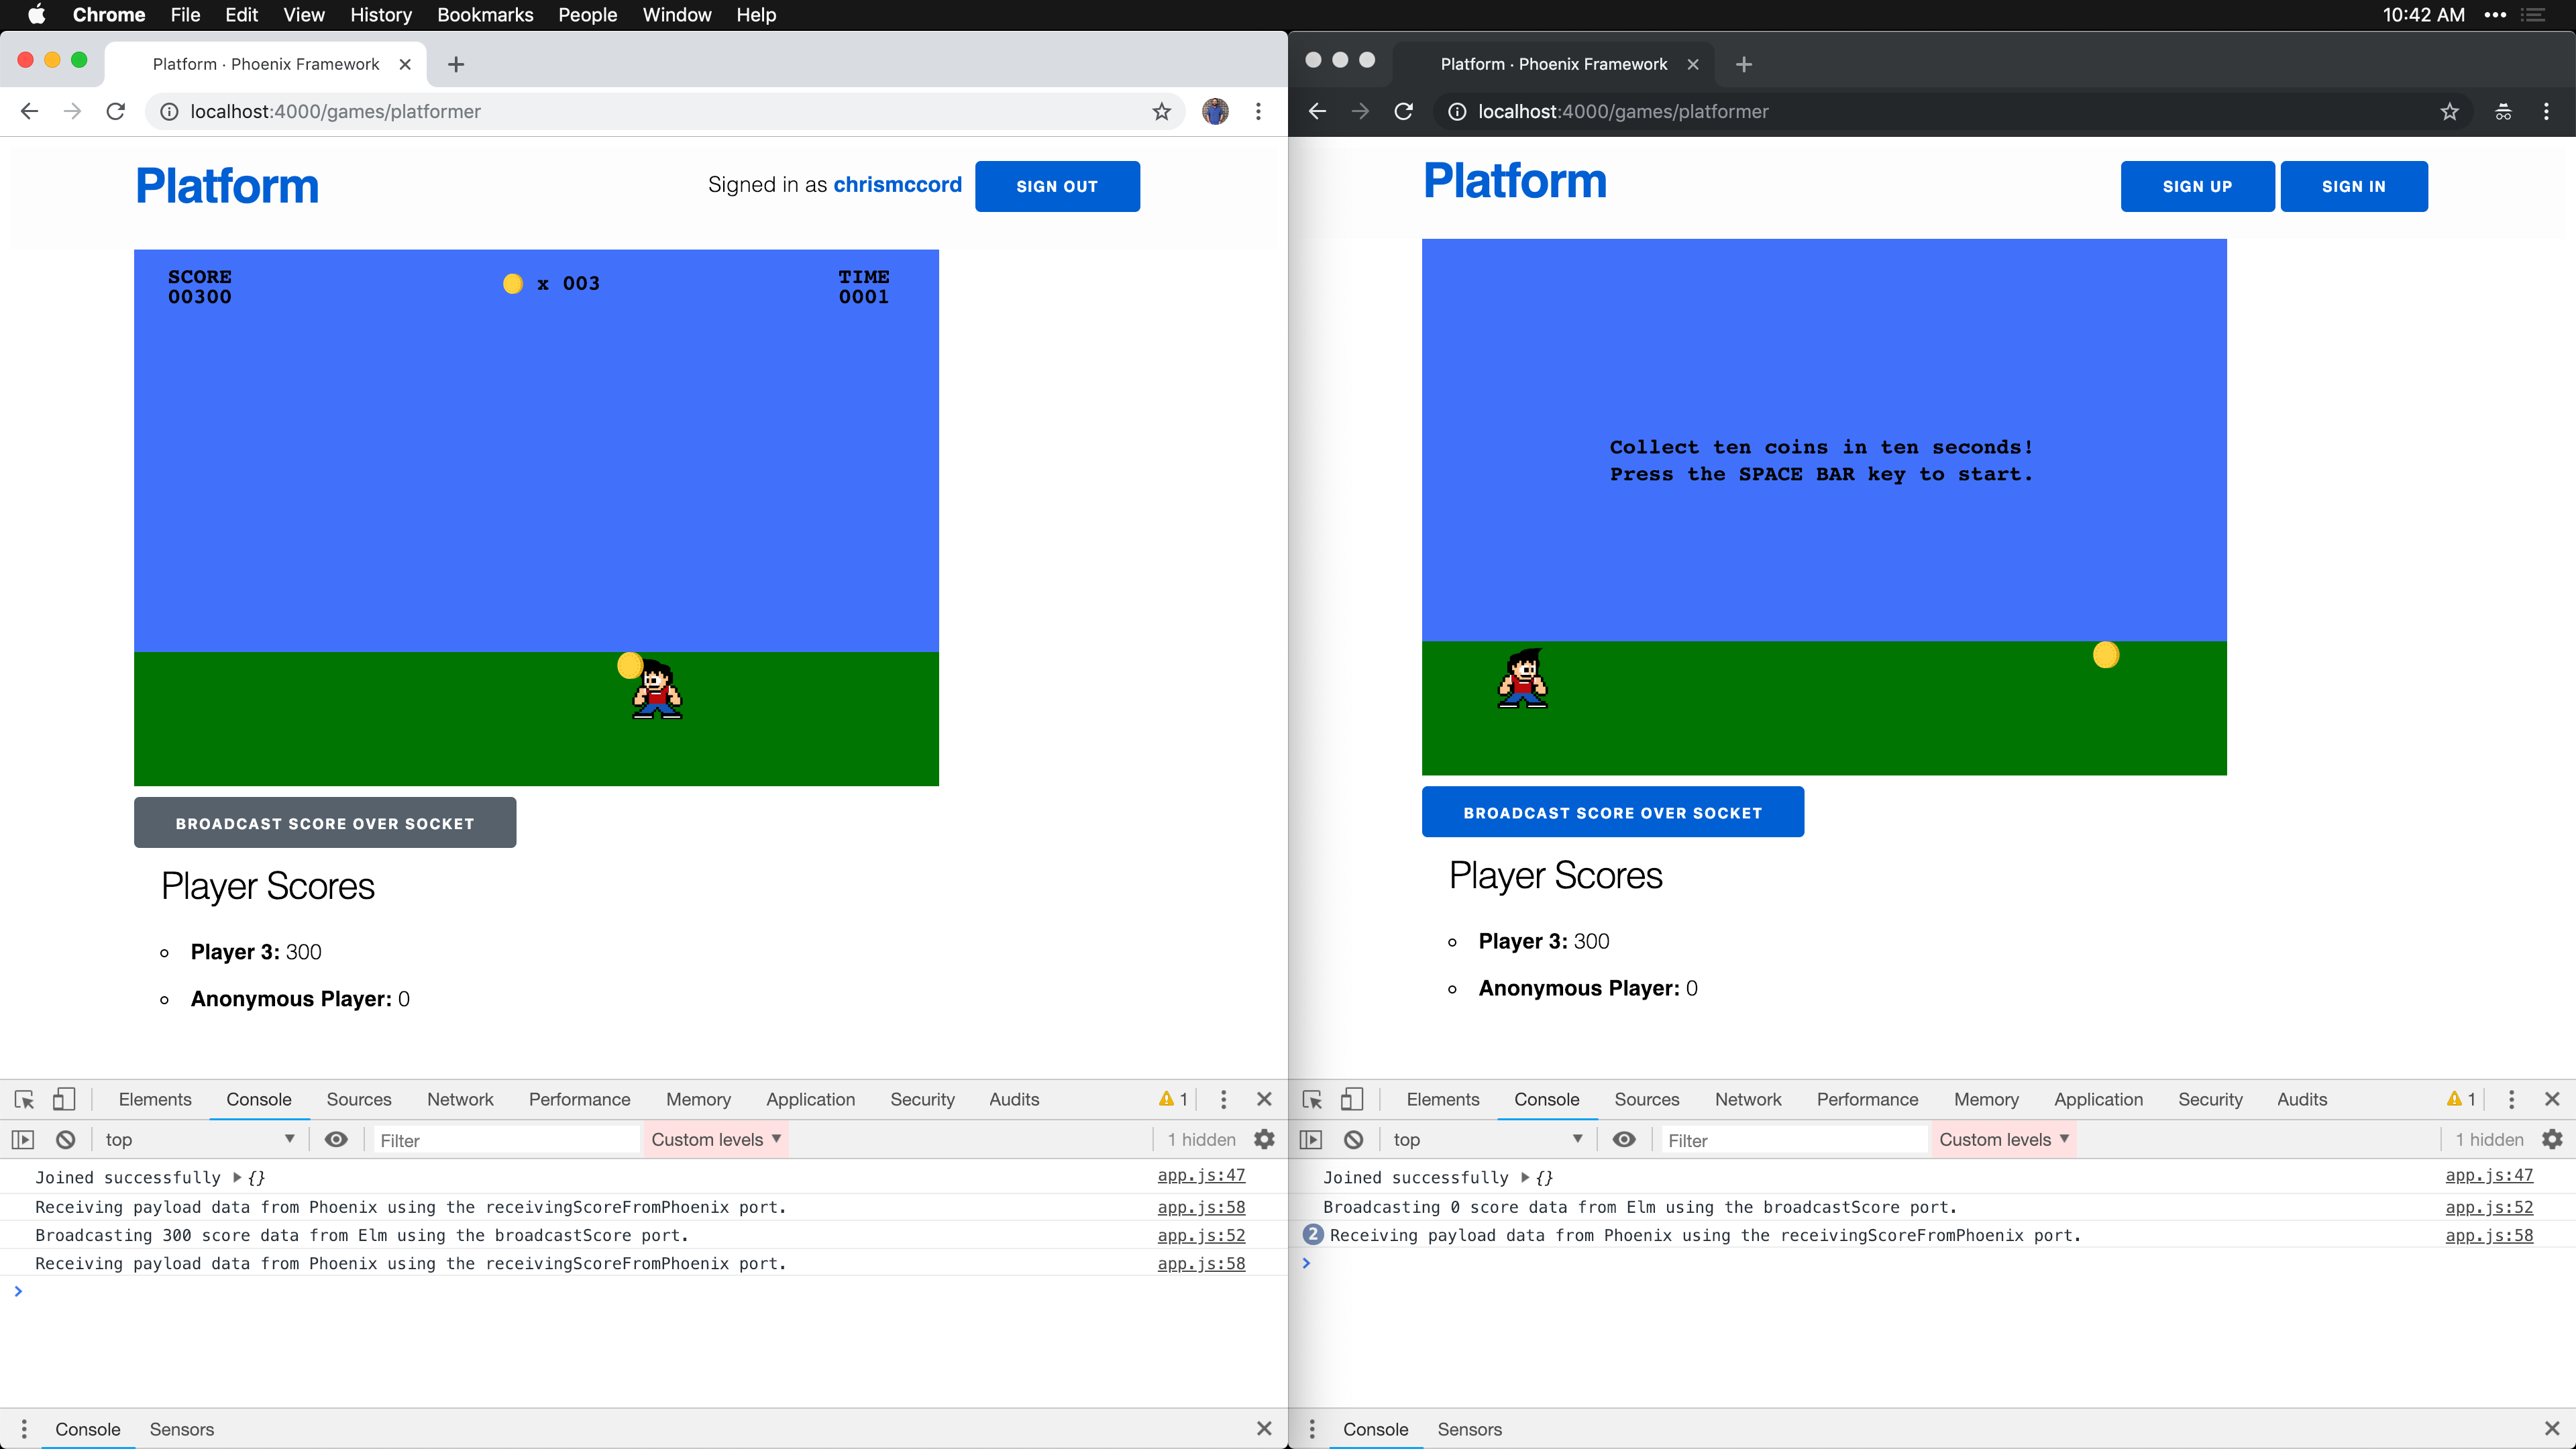 Chrome File Edit View History Bookmarks People Window Help 10:42 AM
Platform · Phoenix Framework
localhost:4000/games/platformer
Platform
Signed in as chrismccord SIGN OUT
SCORE
00300
x 003
TIME
0001
BROADCAST SCORE OVER SOCKET
Player Scores
Player 3: 300
Anonymous Player: 0
Elements Console Sources Network Performance Memory Application Security Audits 1
top Filter Custom levels 1 hidden
Joined successfully {} app.js:47
Receiving payload data from Phoenix using the receivingScoreFromPhoenix port. app.js:58
Broadcasting 300 score data from Elm using the broadcastScore port. app.js:52
Receiving payload data from Phoenix using the receivingScoreFromPhoenix port. app.js:58
Console Sensors
Platform · Phoenix Framework
localhost:4000/games/platformer
Platform
SIGN UP SIGN IN
Collect ten coins in ten seconds!
Press the SPACE BAR key to start.
BROADCAST SCORE OVER SOCKET
Player Scores
Player 3: 300
Anonymous Player: 0
Elements Console Sources Network Performance Memory Application Security Audits 1
top Filter Custom levels 1 hidden
Joined successfully {} app.js:47
Broadcasting 0 score data from Elm using the broadcastScore port. app.js:52
2 Receiving payload data from Phoenix using the receivingScoreFromPhoenix port. app.js:58
Console Sensors